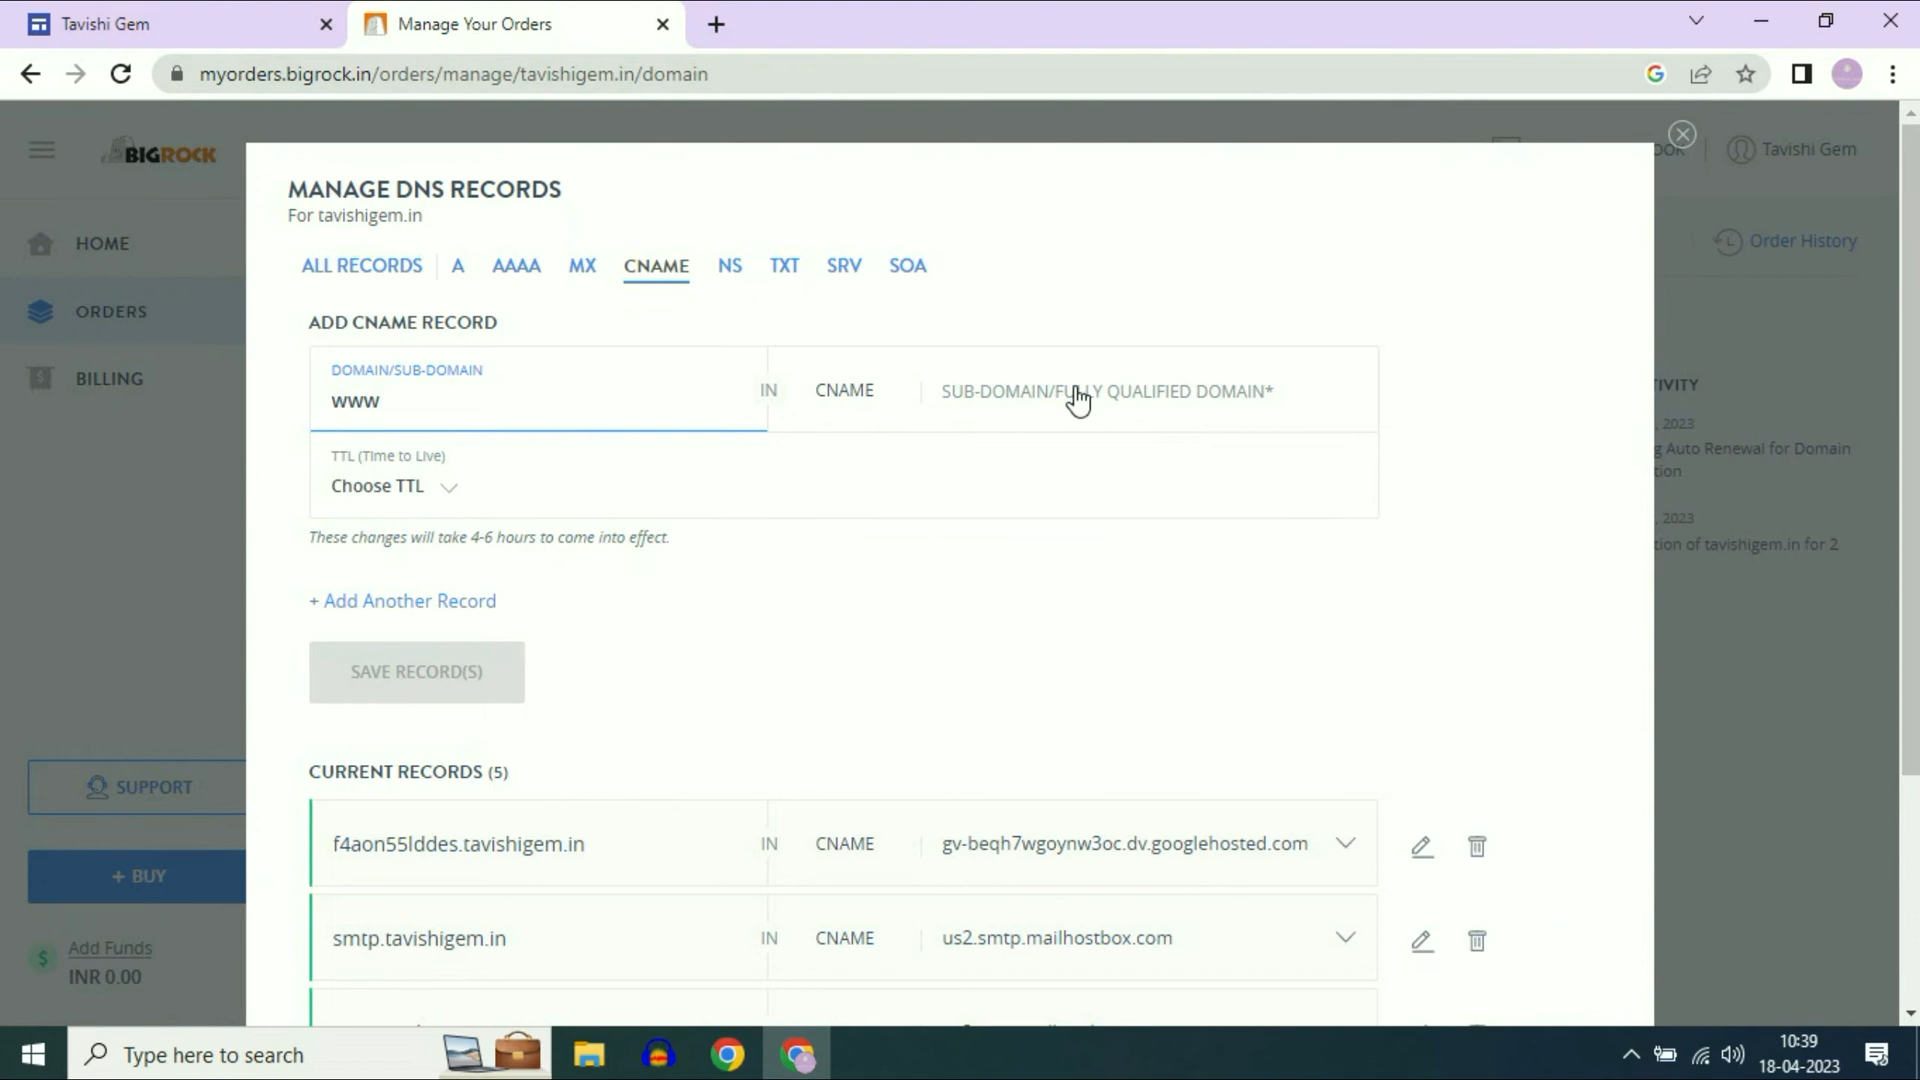 Tavishi Gem
Manage Your Orders
myorders.bigrock.in/orders/manage/tavishigem.in/domain
BIGROCK
Tavishi Gem
MANAGE DNS RECORDS
For tavishigem.in
HOME
Order History
ALL RECORDS A AAAA MX CNAME NS TXT SRV SOA
ORDERS
ADD CNAME RECORD
BILLING
DOMAIN/SUB-DOMAIN
www
IN CNAME SUB-DOMAIN/FULLY QUALIFIED DOMAIN*
, 2023
g Auto Renewal for Domain
TTL (Time to Live)
Choose TTL
, 2023
These changes will take 4-6 hours to come into effect.
tion of tavishigem.in for 2
+ Add Another Record
SAVE RECORD(S)
CURRENT RECORDS (5)
SUPPORT
f4aon55lddes.tavishigem.in IN CNAME gv-beqh7wgoynw3oc.dv.googlehosted.com
+ BUY
smtp.tavishigem.in IN CNAME us2.smtp.mailhostbox.com
$ Add Funds
INR 0.00
Type here to search
10:39
18-04-2023